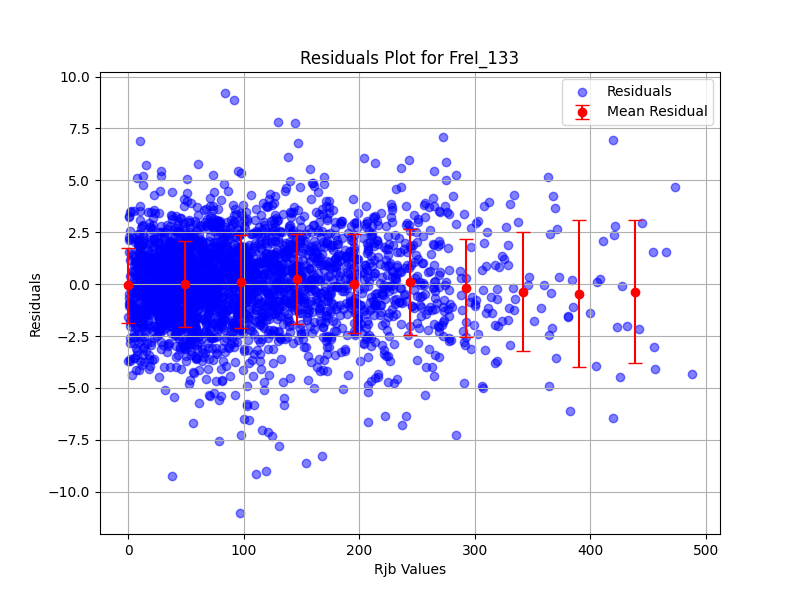 Residuals Plot for FreI_133
Residuals
Mean Residual
10.0
7.5
5.0
2.5
0.0
−2.5
−5.0
−7.5
−10.0
Residuals
0 100 200 300 400 500
Rjb Values